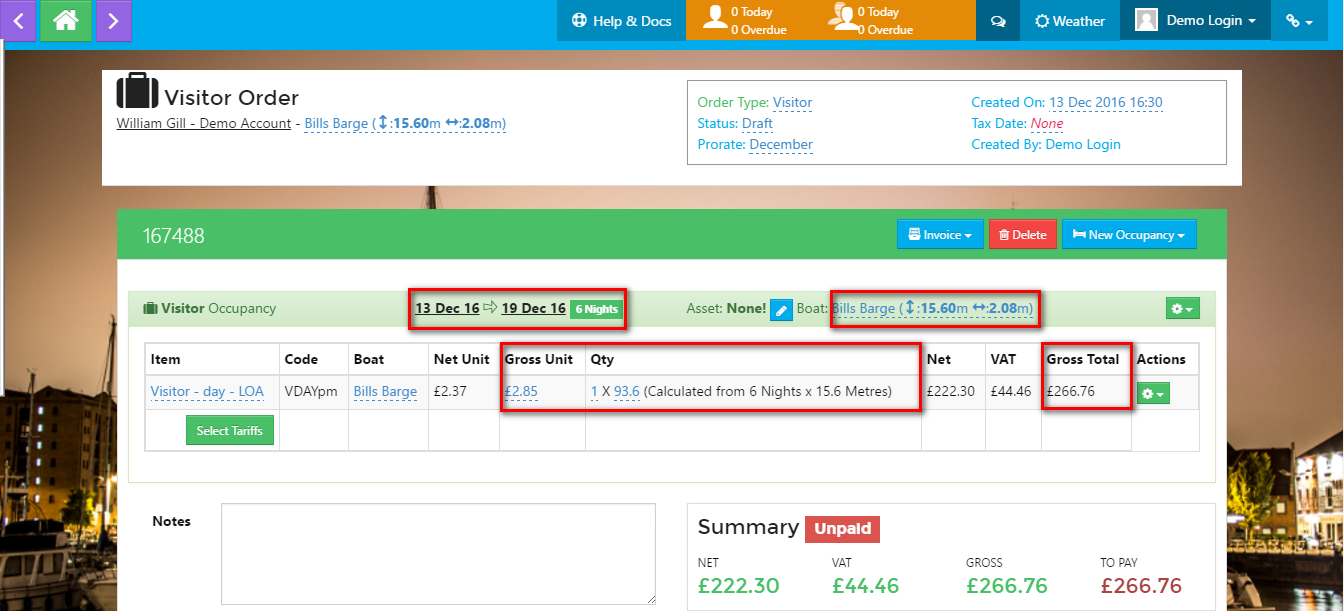 Help & Docs
0 Today
0 Overdue
0 Today
0 Overdue
Weather
Demo Login
Visitor Order
William Gill - Demo Account - Bills Barge (↕:15.60m ↔:2.08m)
Order Type: Visitor
Status: Draft
Prorate: December
Created On: 13 Dec 2016 16:30
Tax Date: None
Created By: Demo Login
167488
Invoice
Delete
New Occupancy
Visitor Occupancy
13 Dec 16 ⇨ 19 Dec 16 6 Nights
Asset: None! Boat: Bills Barge (↕:15.60m ↔:2.08m)
Item Code Boat Net Unit Gross Unit Qty Net VAT Gross Total Actions
Visitor - day - LOA VDAYpm Bills Barge £2.37 £2.85 1 X 93.6 (Calculated from 6 Nights x 15.6 Metres) £222.30 £44.46 £266.76
Select Tariffs
Notes
Summary Unpaid
NET VAT GROSS TO PAY
£222.30 £44.46 £266.76 £266.76